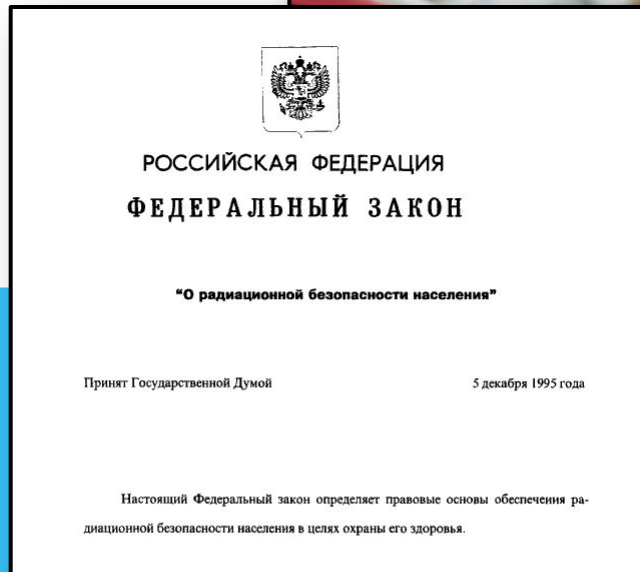 РОССИЙСКАЯ ФЕДЕРАЦИЯ
ФЕДЕРАЛЬНЫЙ ЗАКОН
“О радиационной безопасности населения”
Принят Государственной Думой 5 декабря 1995 года
Настоящий Федеральный закон определяет правовые основы обеспечения ра-
диационной безопасности населения в целях охраны его здоровья.